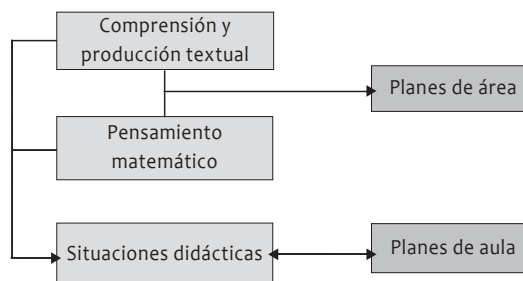 Comprensión y
producción textual
Planes de área
Pensamiento
matemático
Situaciones didácticas
Planes de aula